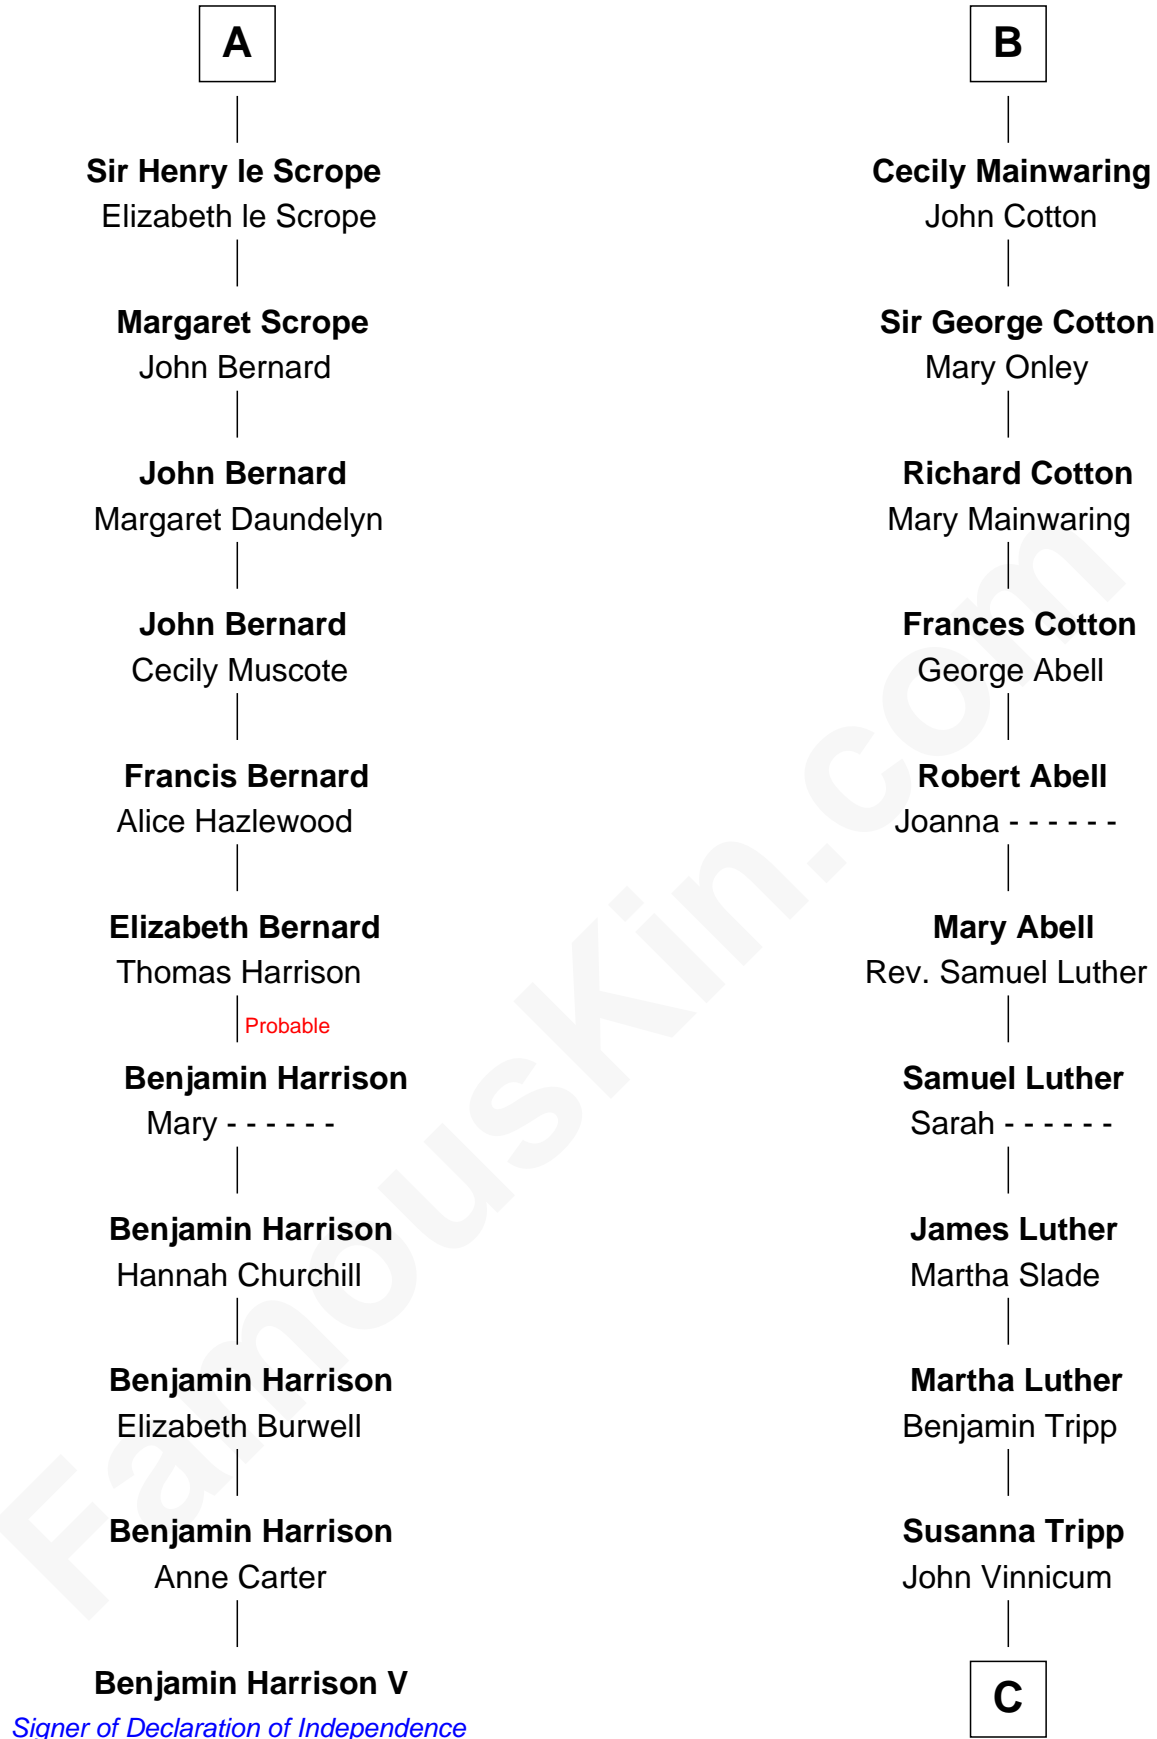 A
Sir Henry le Scrope
Elizabeth le Scrope
Margaret Scrope
John Bernard
John Bernard
Margaret Daundelyn
John Bernard
Cecily Muscote
Francis Bernard
Alice Hazlewood
Elizabeth Bernard
Thomas Harrison
Probable
Benjamin Harrison
Mary - - - - - -
Benjamin Harrison
Hannah Churchill
Benjamin Harrison
Elizabeth Burwell
Benjamin Harrison
Anne Carter
Benjamin Harrison V
Signer of Declaration of Independence
B
Cecily Mainwaring
John Cotton
Sir George Cotton
Mary Onley
Richard Cotton
Mary Mainwaring
Frances Cotton
George Abell
Robert Abell
Joanna - - - - - -
Mary Abell
Rev. Samuel Luther
Samuel Luther
Sarah - - - - - -
James Luther
Martha Slade
Martha Luther
Benjamin Tripp
Susanna Tripp
John Vinnicum
C
FamousKin.com